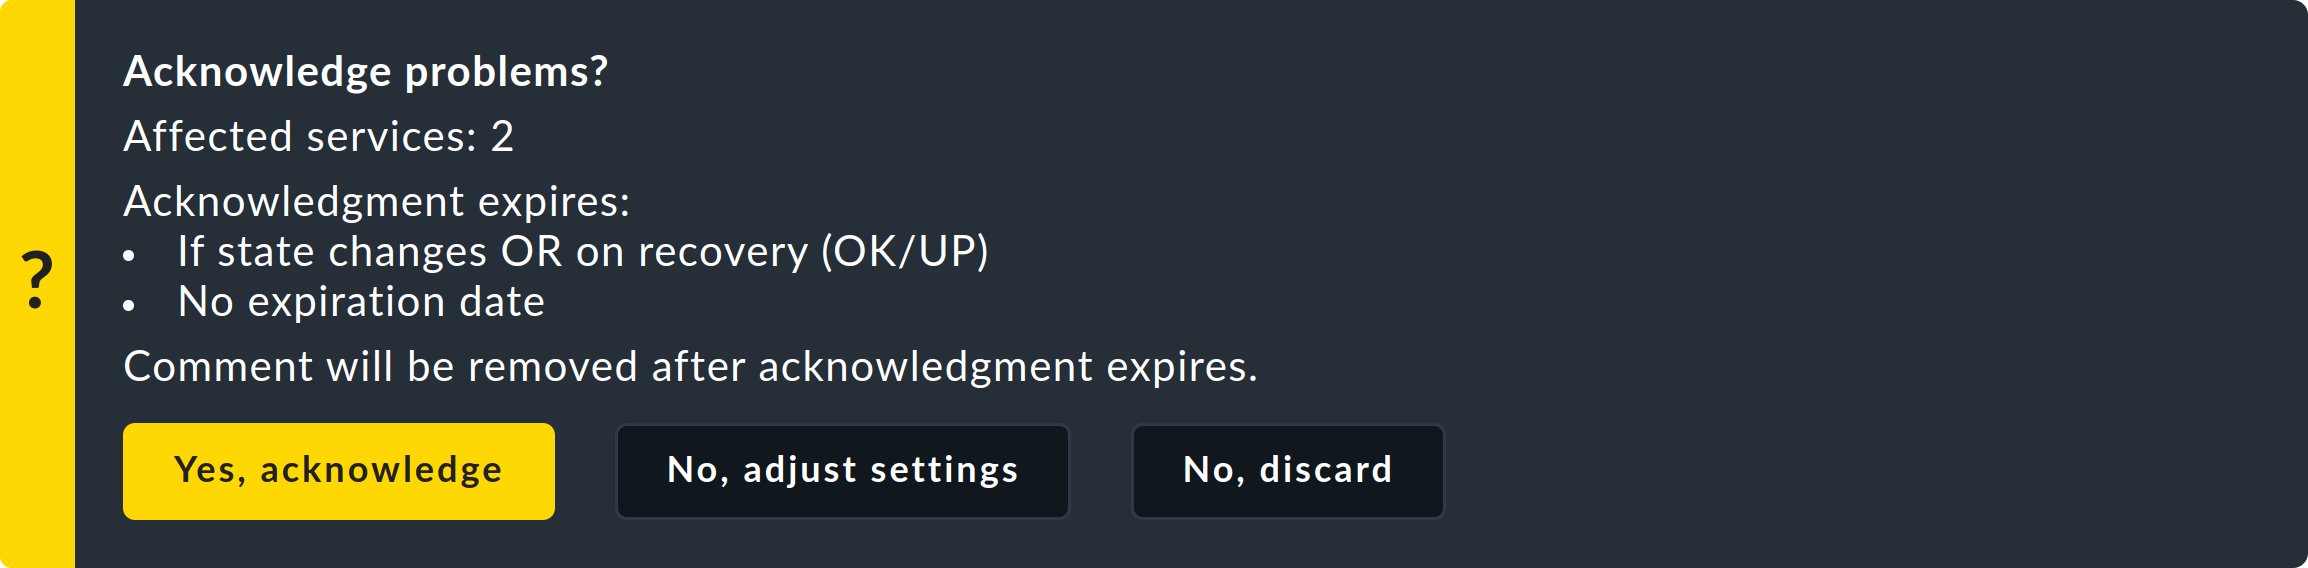 Acknowledge problems?
Affected services: 2
Acknowledgment expires:
• If state changes OR on recovery (OK/UP)
?
• No expiration date
Comment will be removed after acknowledgment expires.
Yes, acknowledge No, adjust settings No, discard